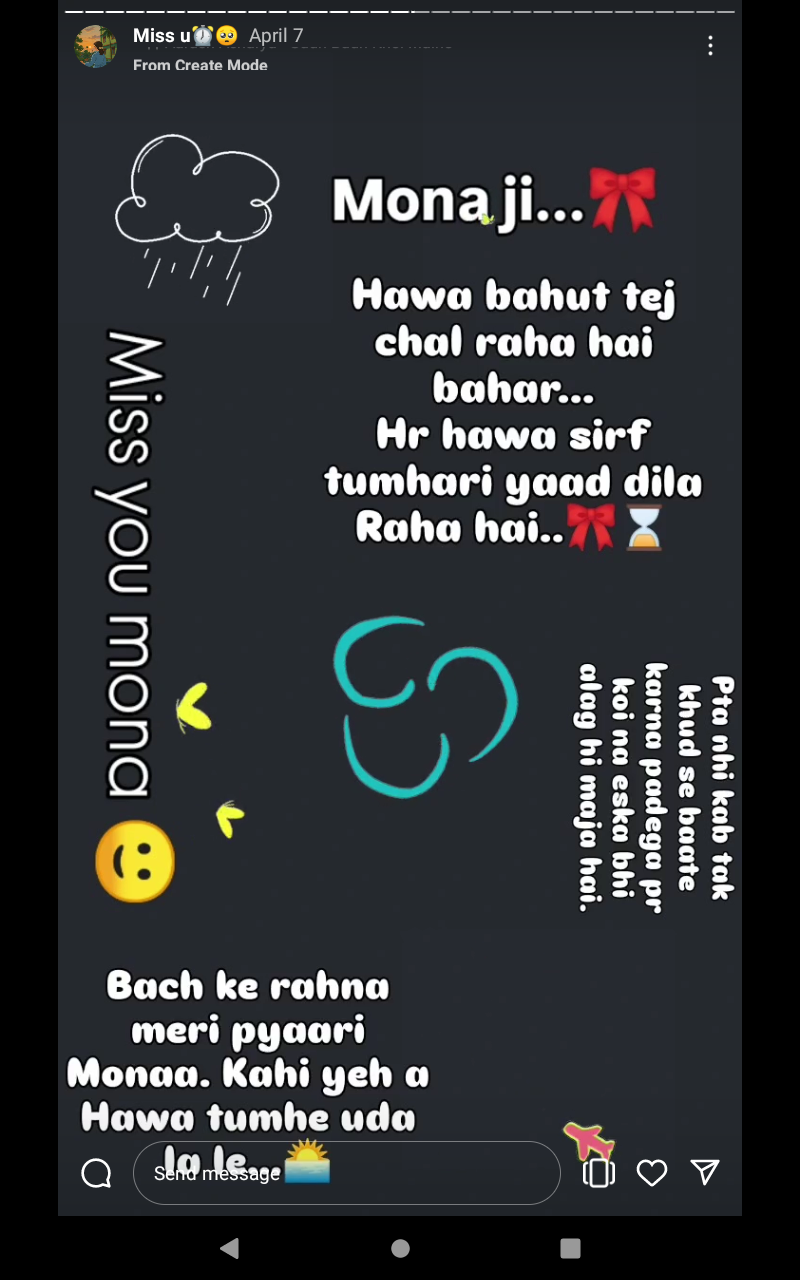 Miss u⏰🥺 April 7
From Create Mode
Mona ji...🎀
Hawa bahut tej
chal raha hai
bahar...
Hr hawa sirf
tumhari yaad dila
Raha hai..🎀⏳
Miss you mona 🙂
Pta nhi kab tak
khud se baate
karna padega pr
koi na eska bhi
alag hi maja hai.
Bach ke rahna
meri pyaari
Monaa. Kahi yeh a
Hawa tumhe uda
la le...🌅
Send message